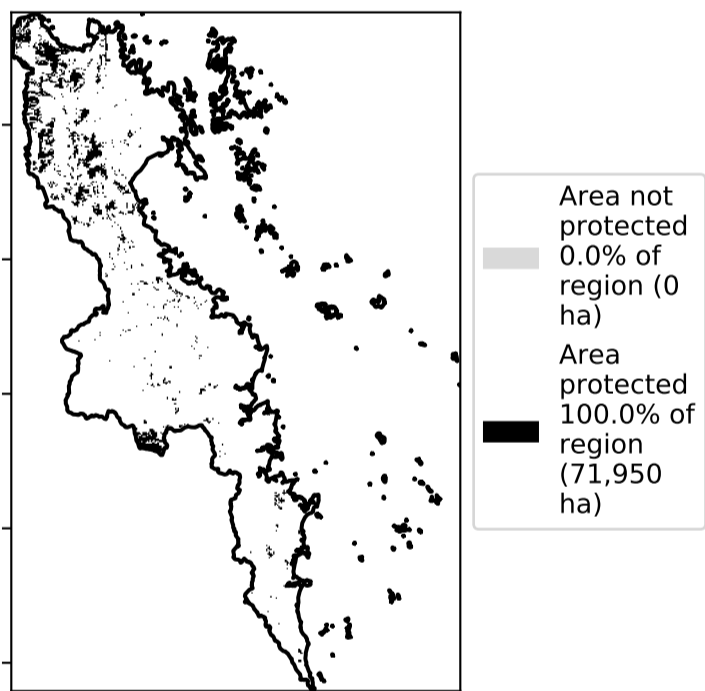 Area not
protected
0.0% of
region (0
ha)
Area
protected
100.0% of
region
(71,950
ha)